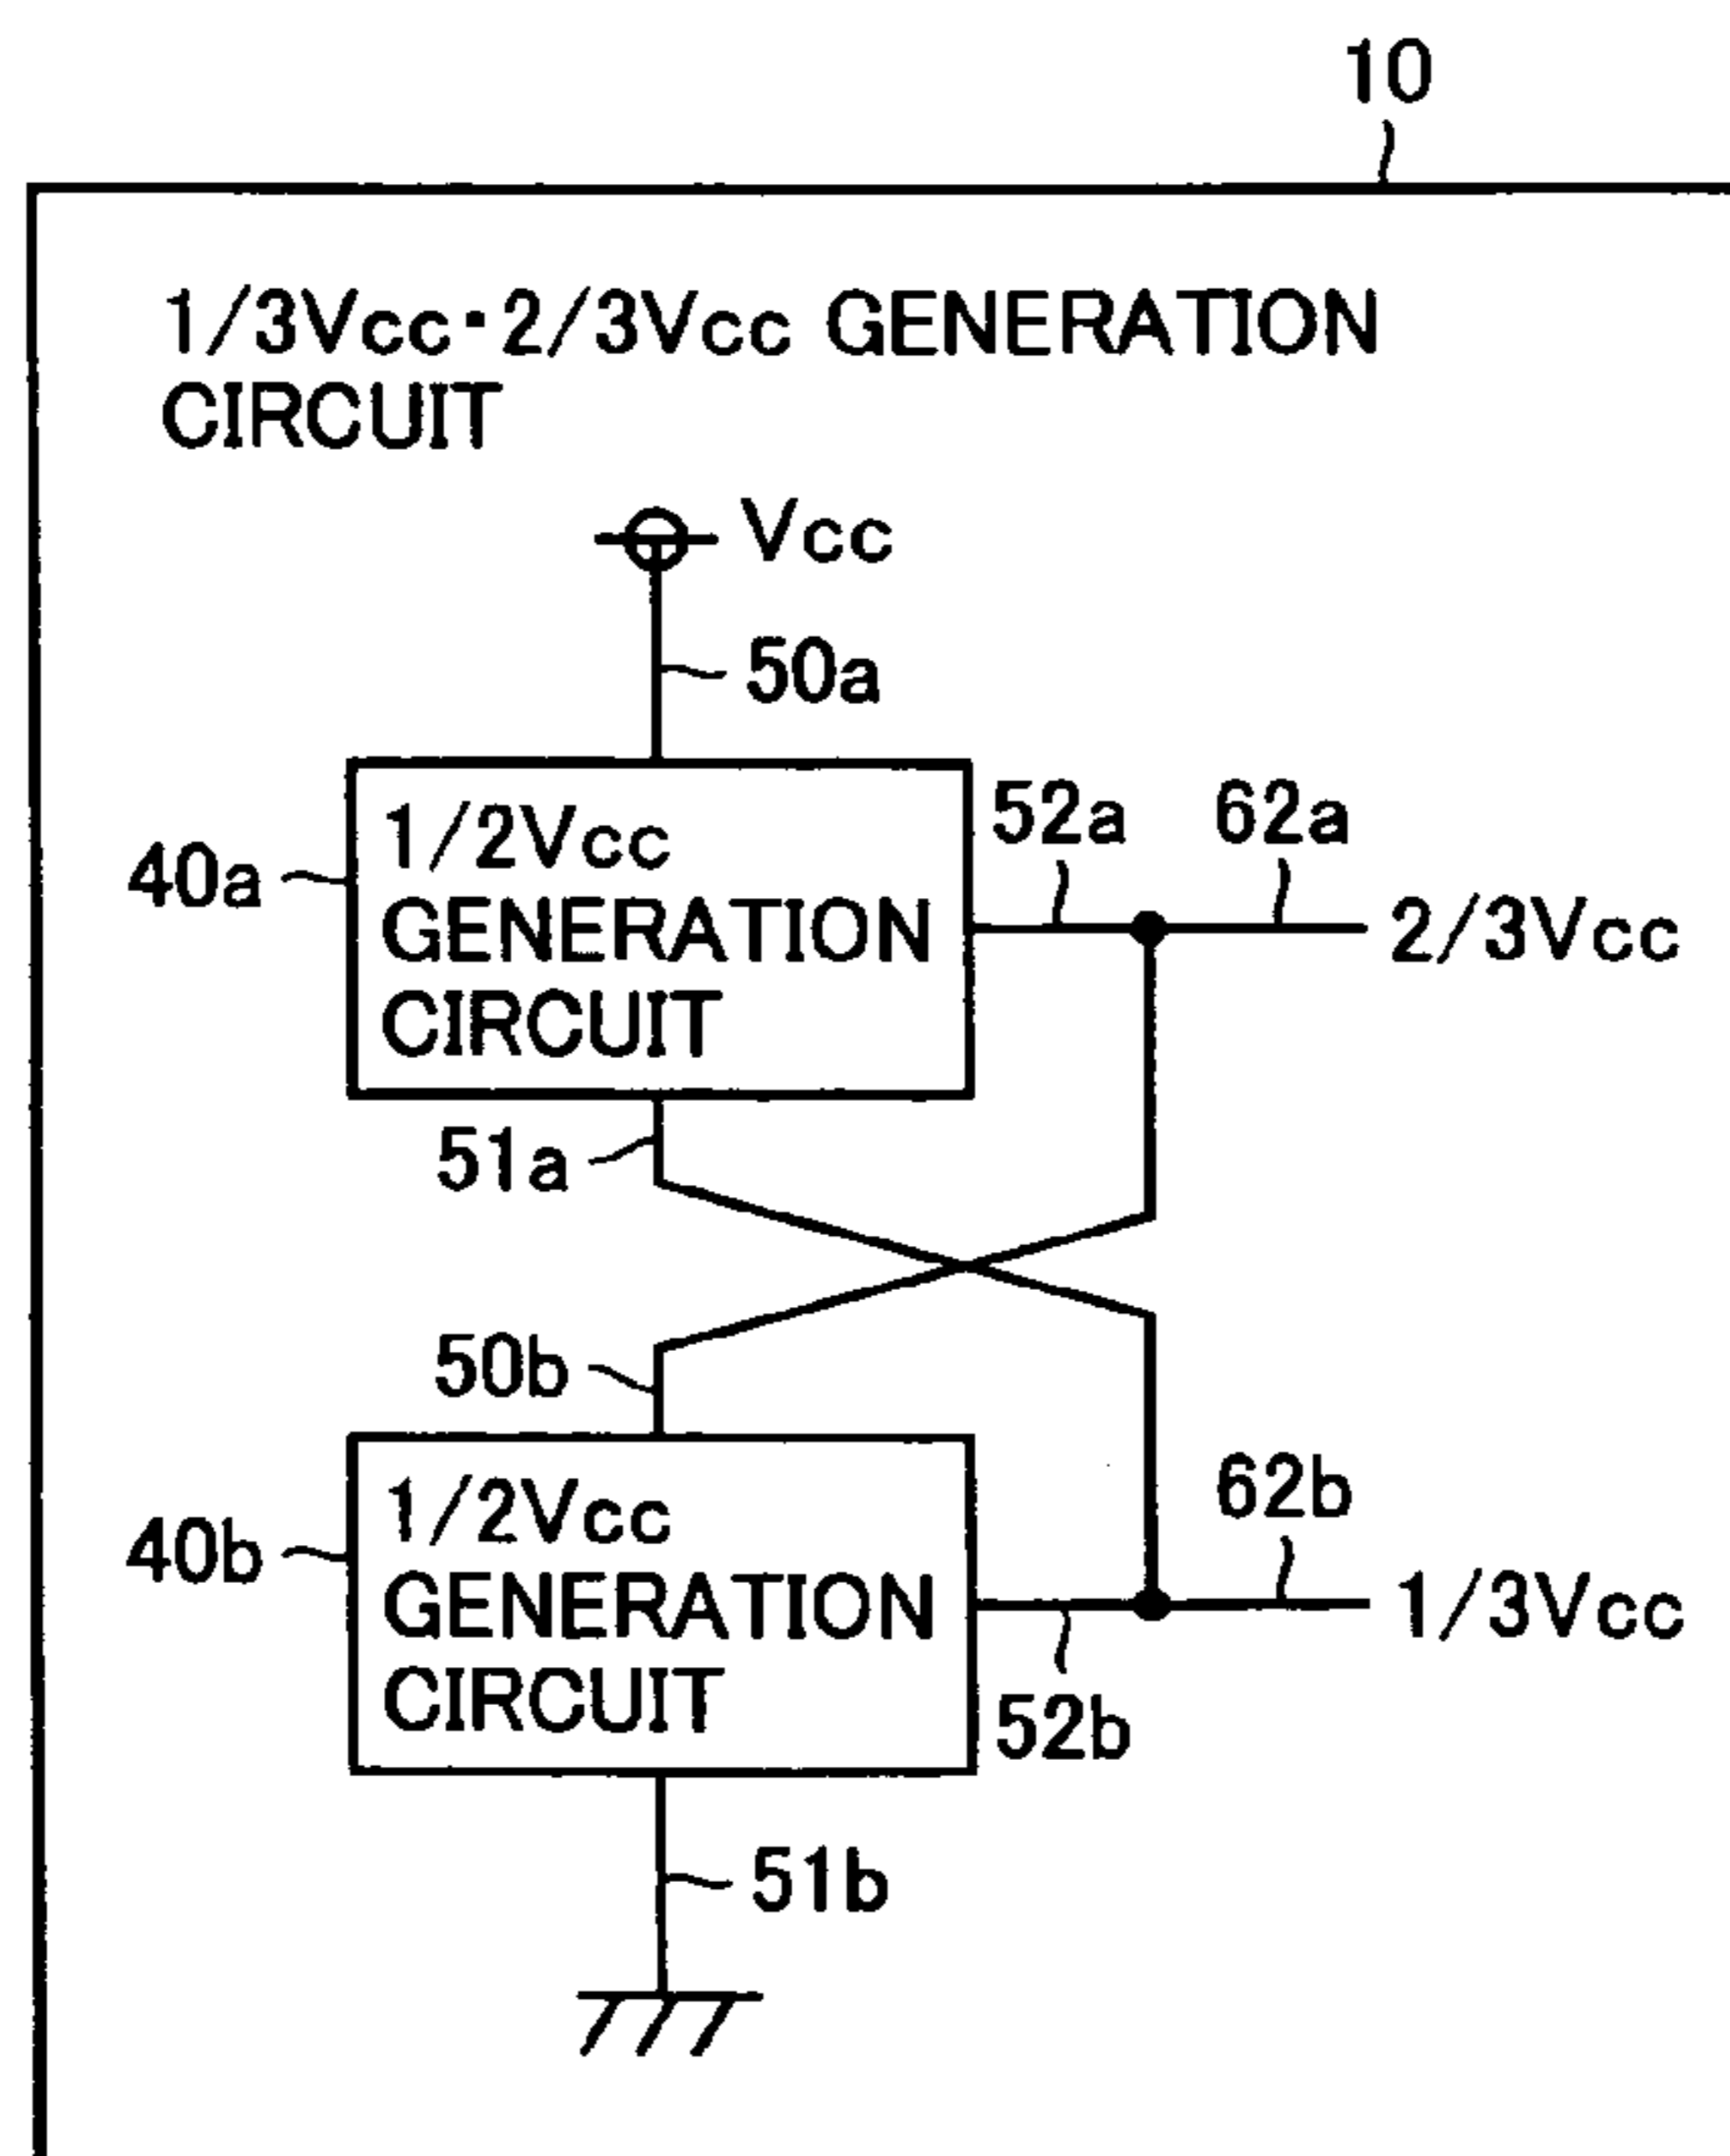 10
1/3Vcc·2/3Vcc GENERATION
CIRCUIT
Vcc
50a
40a
1/2Vcc
GENERATION
CIRCUIT
52a
62a
2/3Vcc
51a
50b
40b
1/2Vcc
GENERATION
CIRCUIT
62b
1/3Vcc
52b
51b